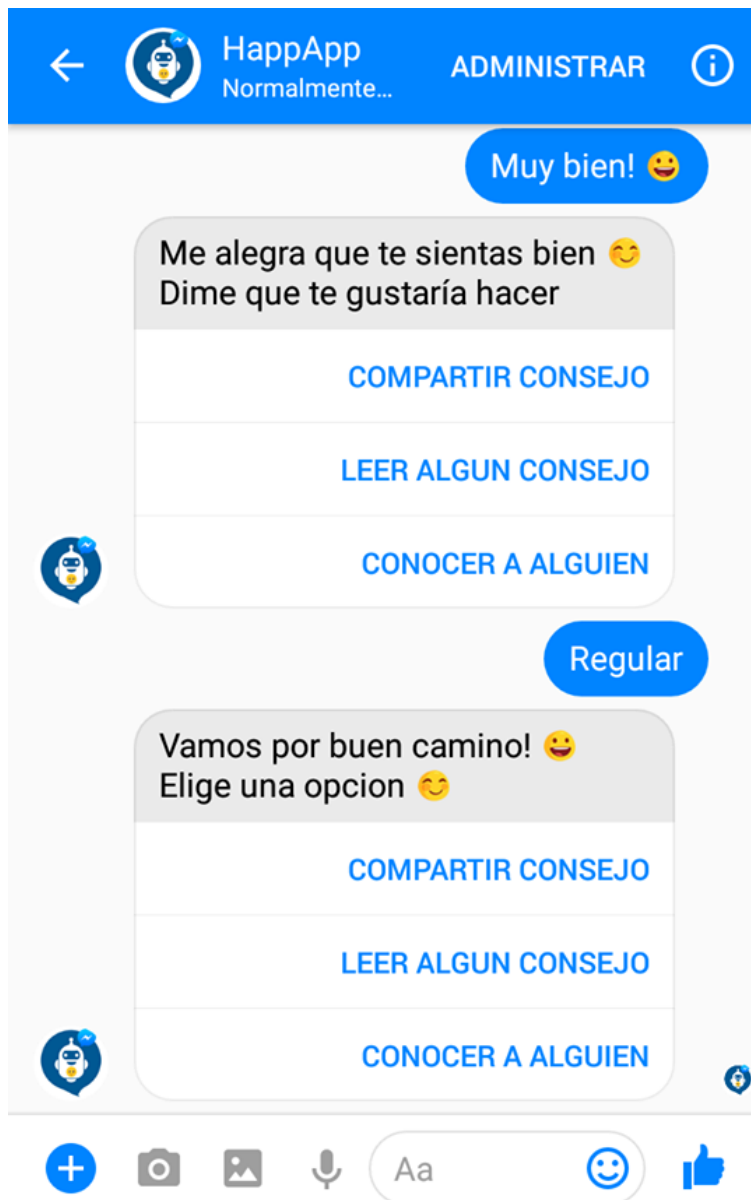 HappApp
Normalmente...
ADMINISTRAR
Muy bien! 😀
Me alegra que te sientas bien 😊
Dime que te gustaría hacer
COMPARTIR CONSEJO
LEER ALGUN CONSEJO
CONOCER A ALGUIEN
Regular
Vamos por buen camino! 😀
Elige una opcion 😊
COMPARTIR CONSEJO
LEER ALGUN CONSEJO
CONOCER A ALGUIEN
Aa